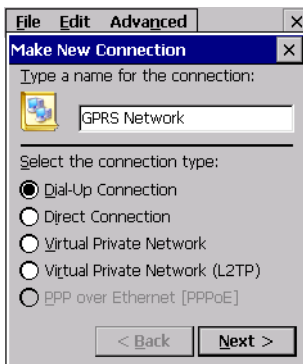 File Edit Advanced ×
Make New Connection ×
Type a name for the connection:
GPRS Network
Select the connection type:
Dial-Up Connection
Direct Connection
Virtual Private Network
Virtual Private Network (L2TP)
PPP over Ethernet [PPPoE]
< Back Next >